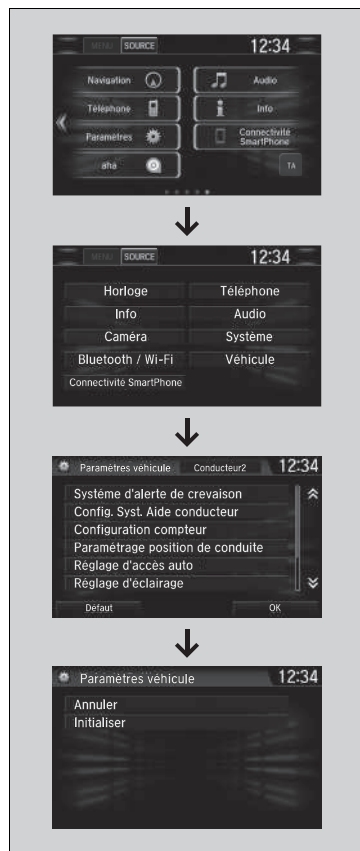 MENU SOURCE 12:34
Navigation Audio
Téléphone Info
Paramètres Connectivité
SmartPhone
aha TA
MENU SOURCE 12:34
Horloge Téléphone
Info Audio
Caméra Système
Bluetooth / Wi-Fi Véhicule
Connectivité SmartPhone
Paramètres véhicule Conducteur2 12:34
Système d'alerte de crevaison
Config. Syst. Aide conducteur
Configuration compteur
Paramétrage position de conduite
Réglage d'accès auto
Réglage d'éclairage
Défaut OK
Paramètres véhicule 12:34
Annuler
Initialiser